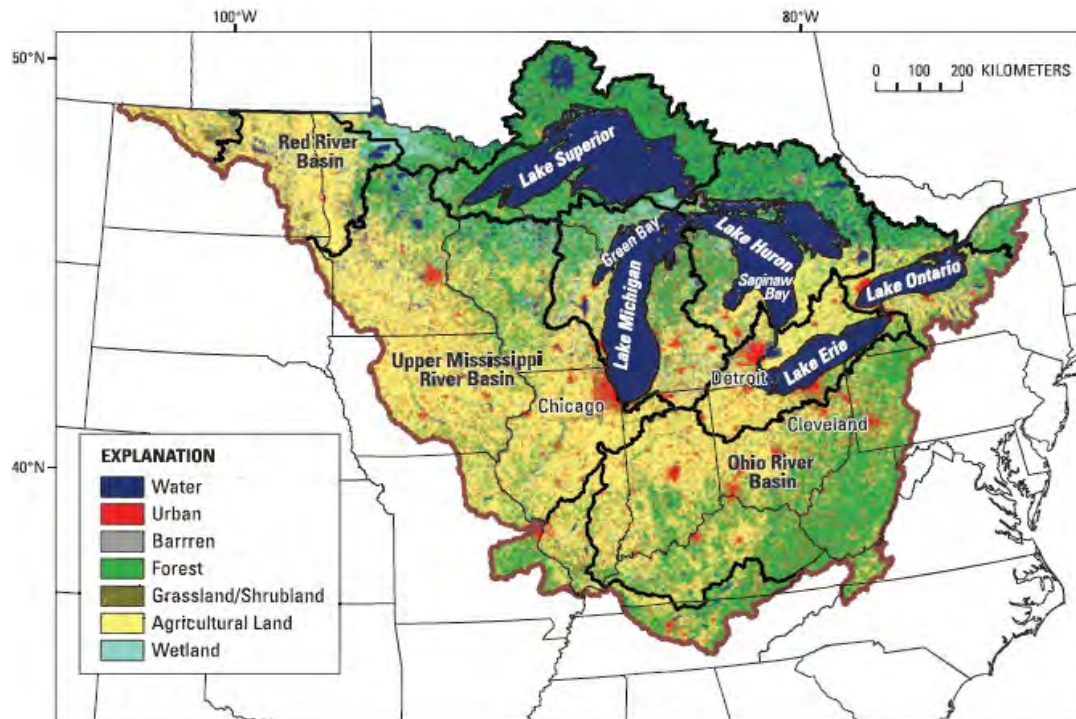 100°W
80°W
50°N
0 100 200 KILOMETERS
Red River
Basin
Lake Superior
Green Bay
Lake Huron
Saginaw
Bay
Lake Ontario
Lake Michigan
Upper Mississippi
River Basin
Detroit
Lake Erie
Chicago
Cleveland
40°N
Ohio River
Basin
EXPLANATION
Water
Urban
Barrren
Forest
Grassland/Shrubland
Agricultural Land
Wetland